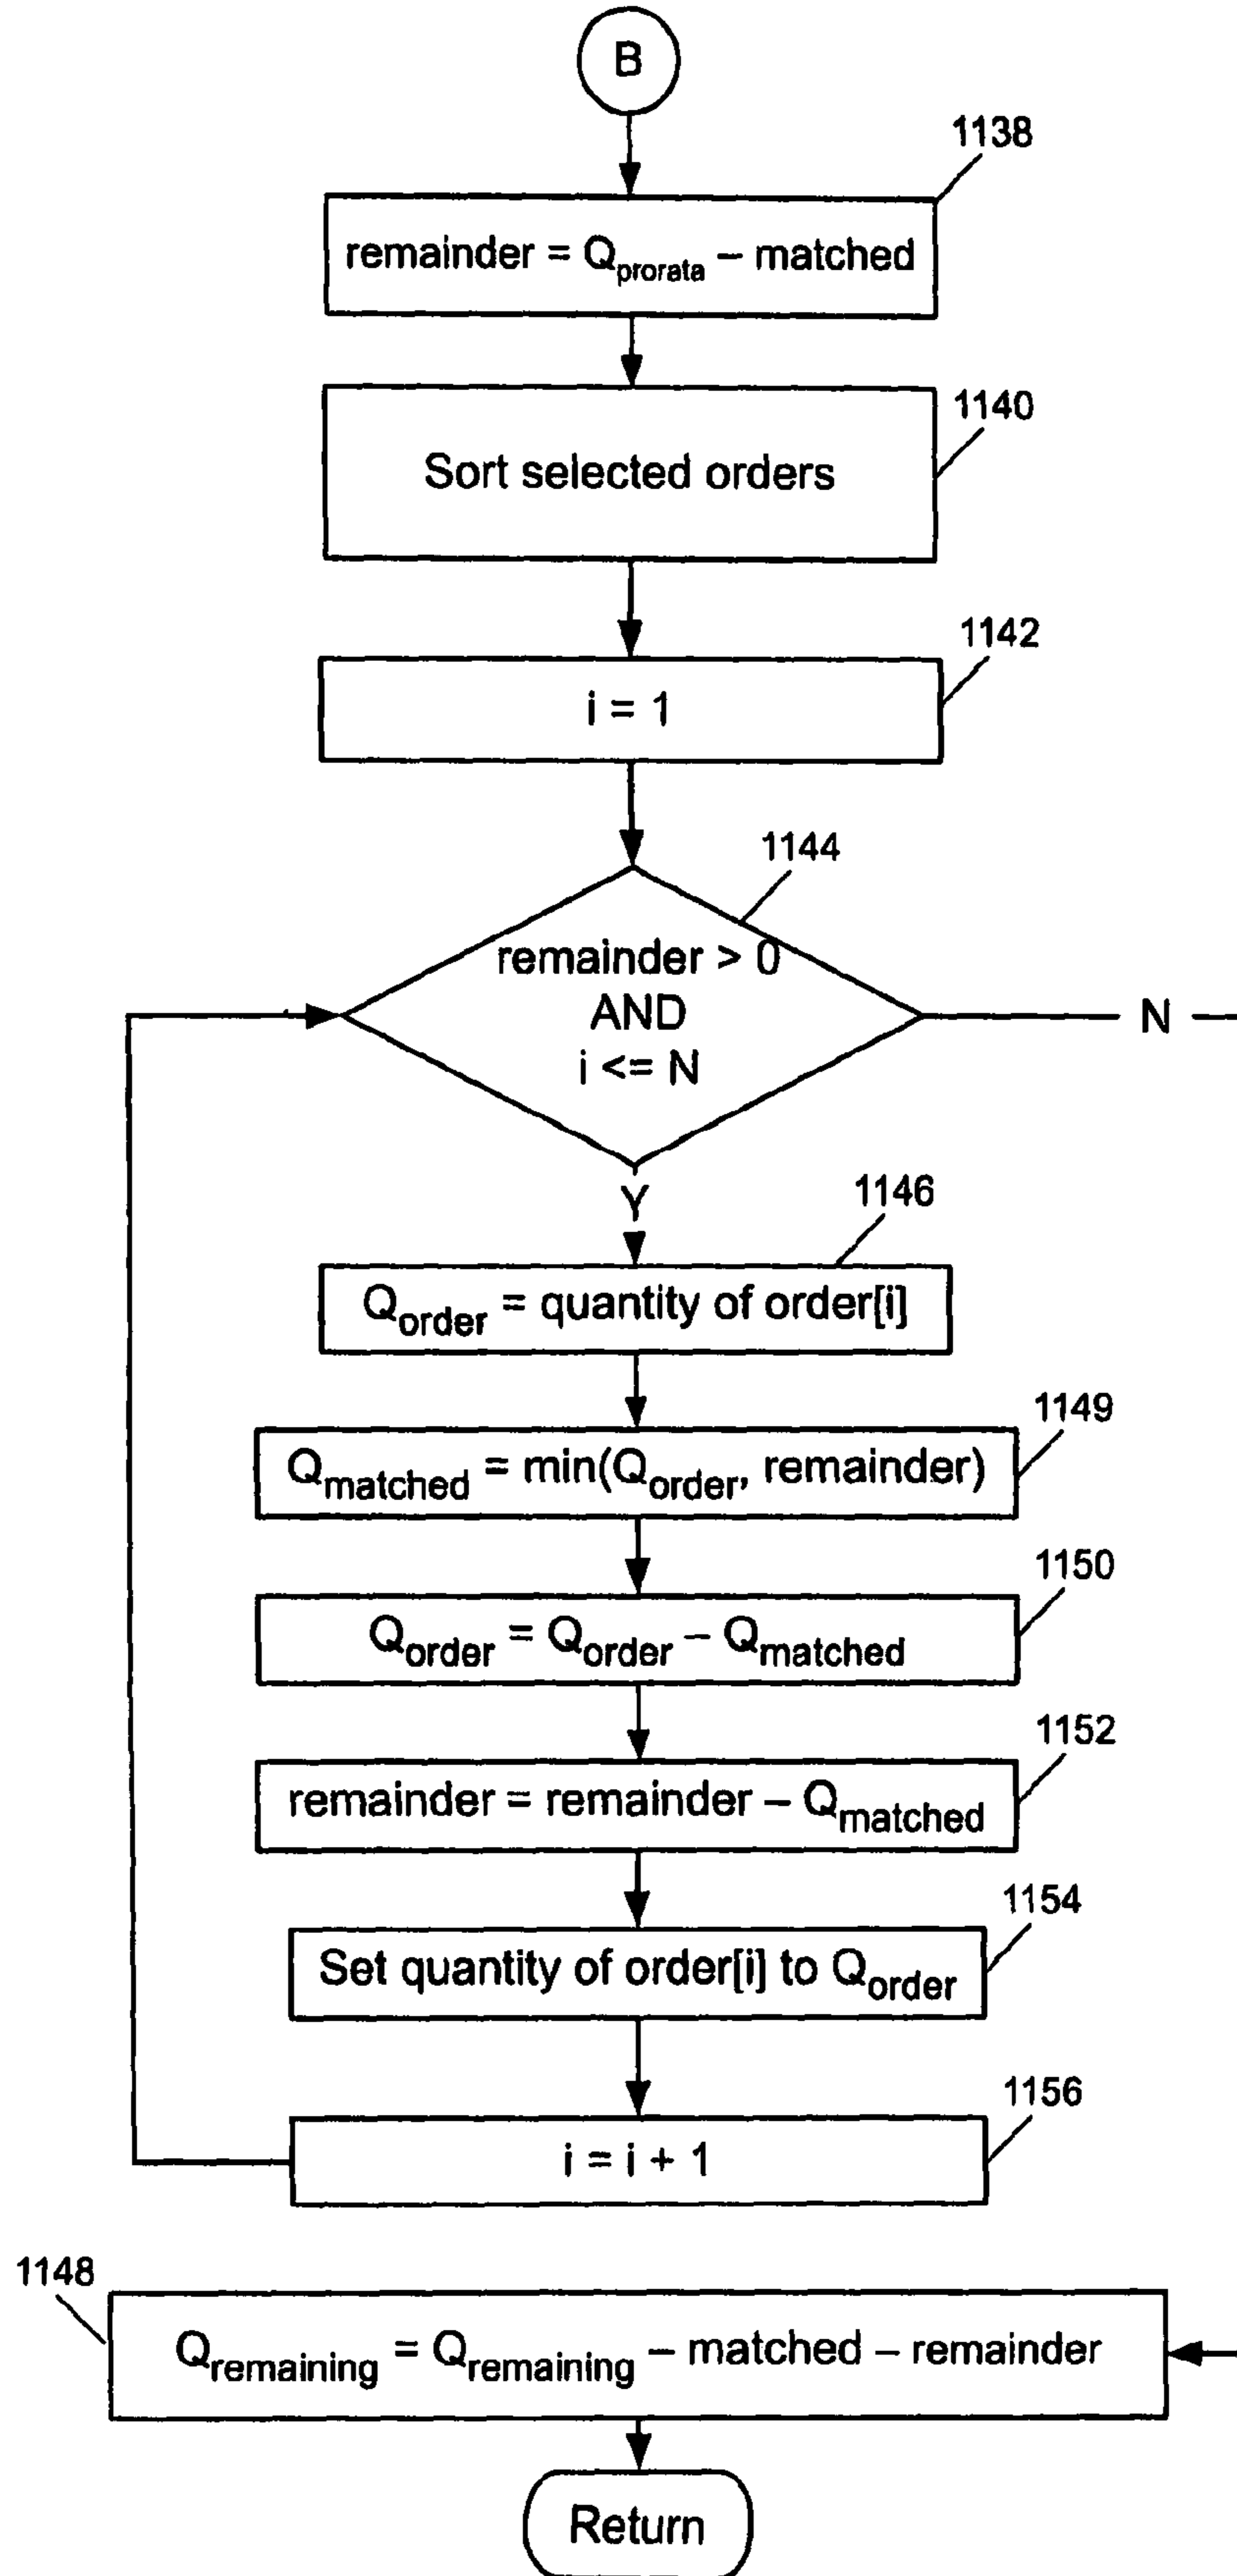 B
1138
remainder = Qprorata – matched
1140
Sort selected orders
1142
i = 1
1144
remainder > 0
AND
i <= N
N
Y
1146
Qorder = quantity of order[i]
1149
Qmatched = min(Qorder, remainder)
1150
Qorder = Qorder – Qmatched
1152
remainder = remainder – Qmatched
1154
Set quantity of order[i] to Qorder
1156
i = i + 1
1148
Qremaining = Qremaining – matched – remainder
Return